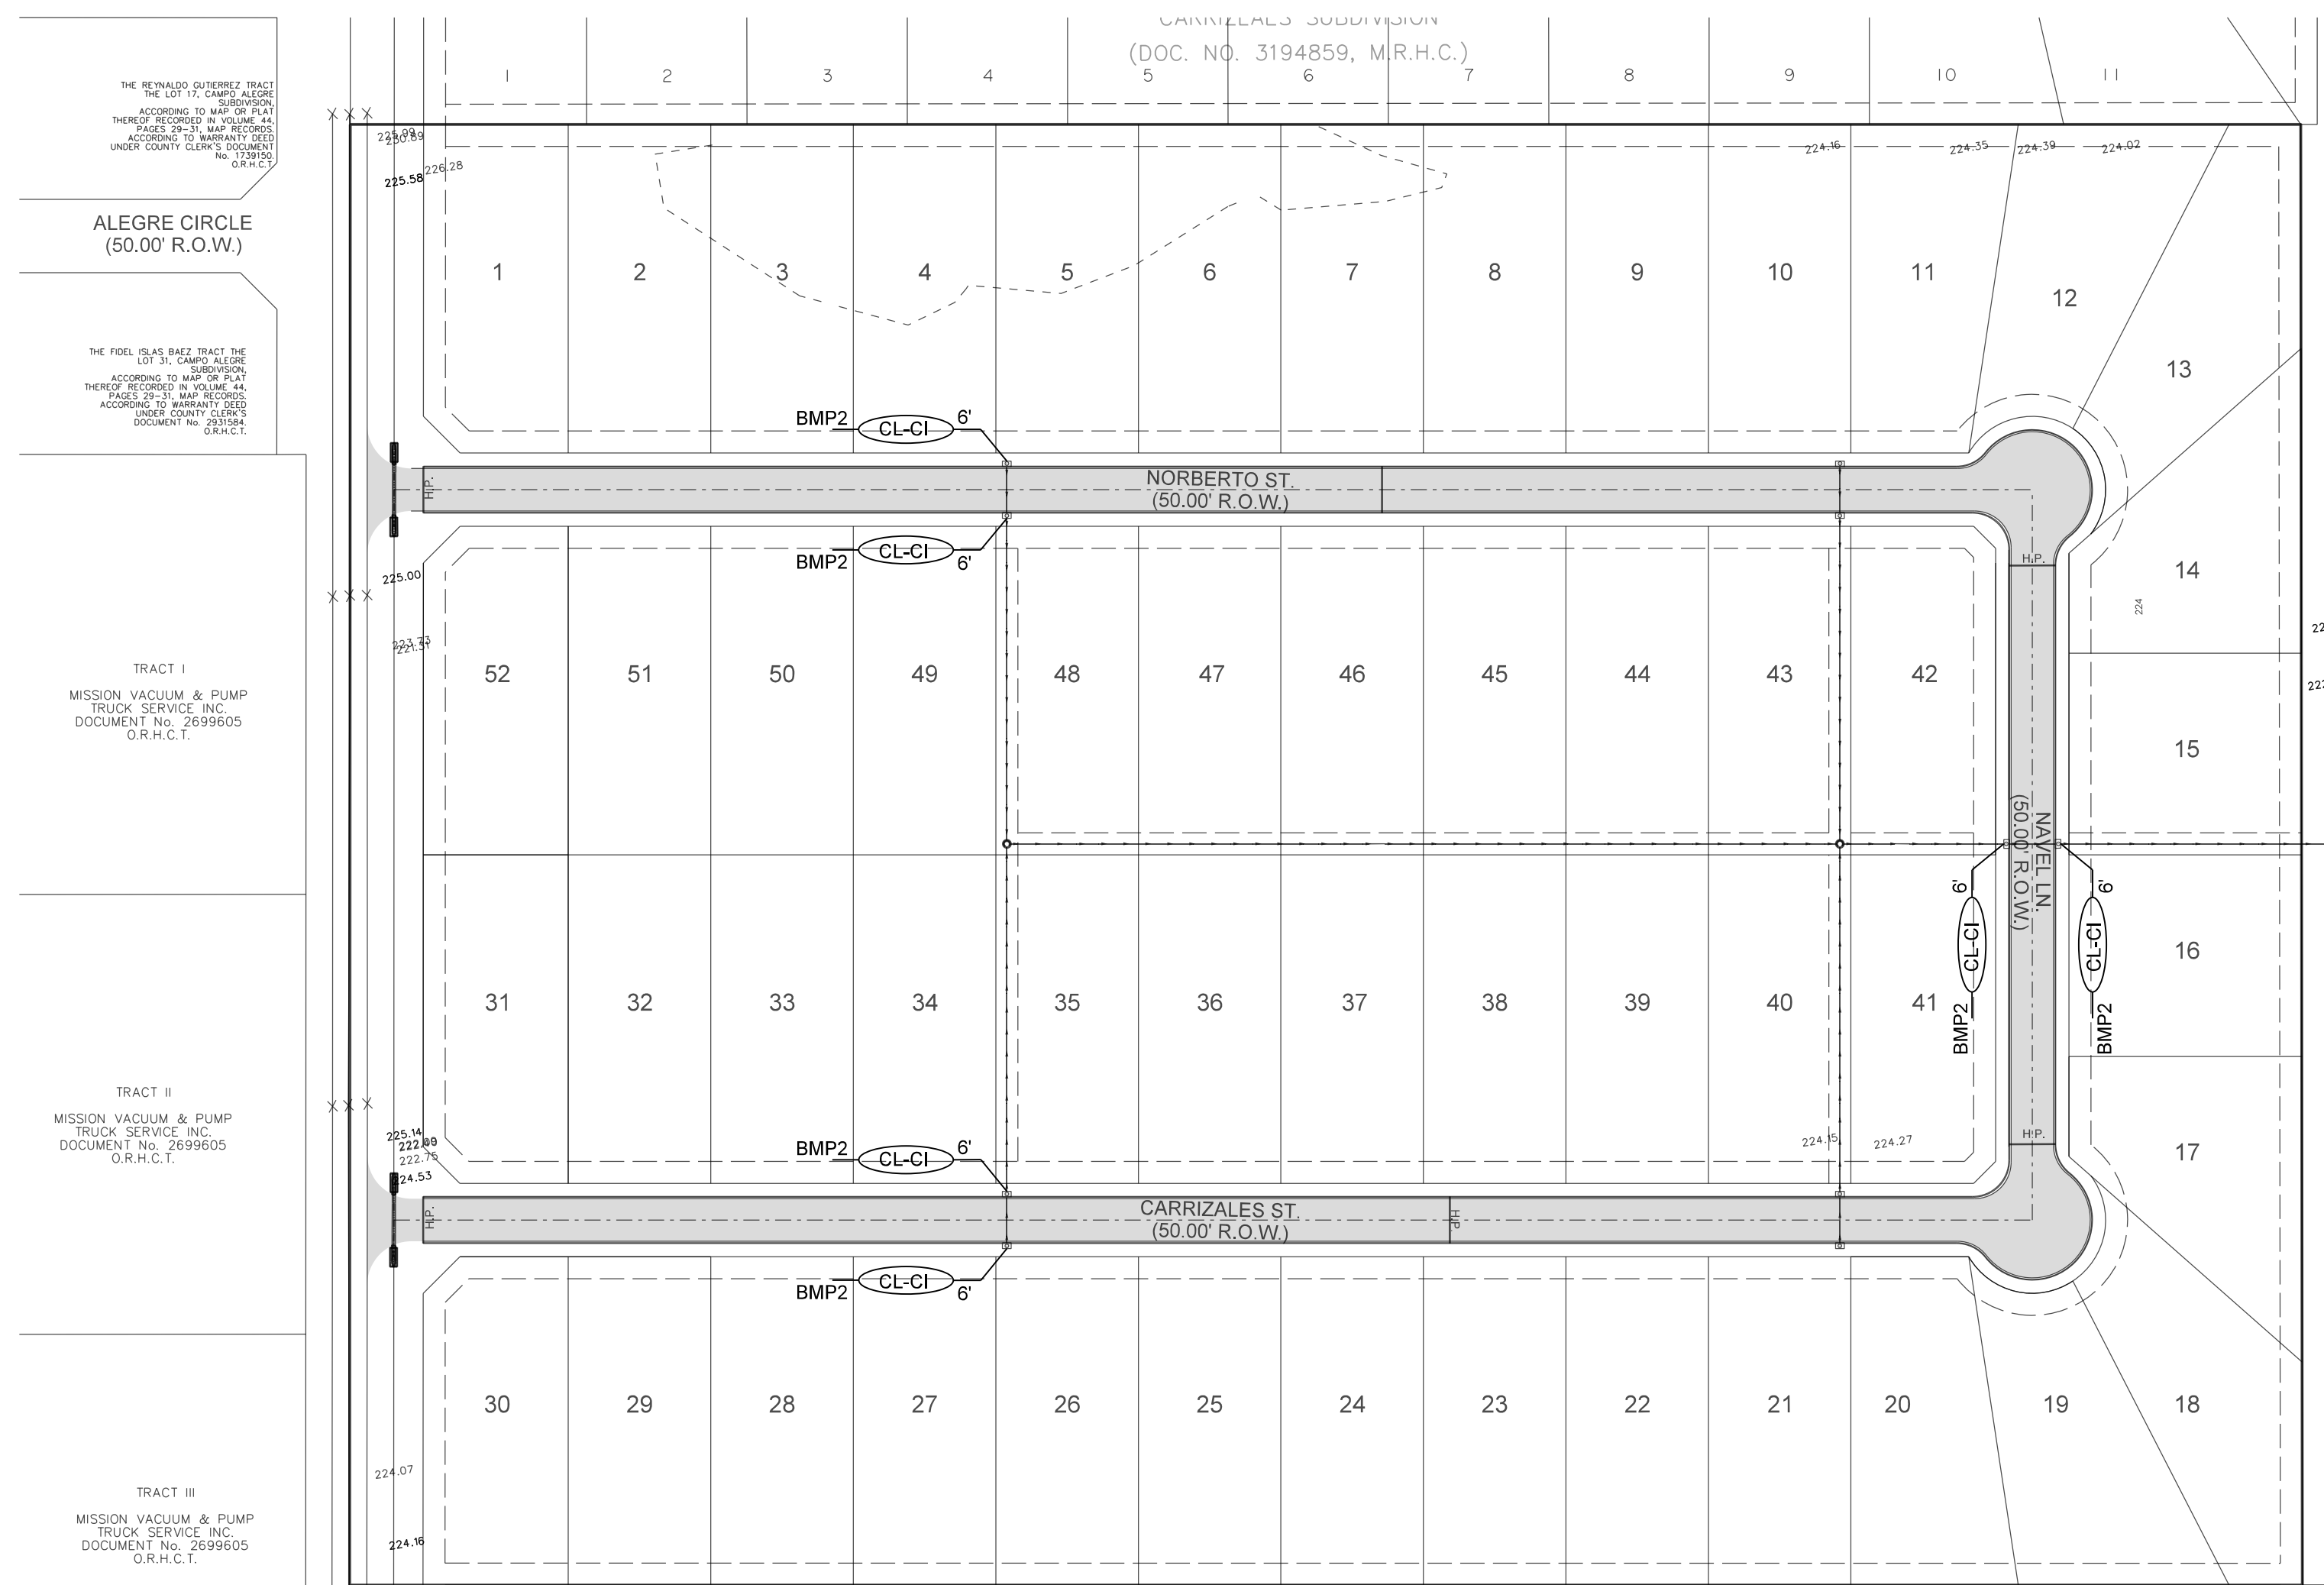 CARRIZLALS SUBDIVISION
(DOC. NO. 3194859, M.R.H.C.)
1
2
3
4
5
6
7
8
9
10
11
THE REYNALDO GUTIERREZ TRACT
THE LOT 17, CAMPO ALEGRE
SUBDIVISION,
ACCORDING TO MAP OR PLAT
THEREOF RECORDED IN VOLUME 44,
PAGES 29-31, MAP RECORDS.
ACCORDING TO WARRANTY DEED
UNDER COUNTY CLERK'S DOCUMENT
No. 1739150.
O.R.H.C.T.
225.99
230.89
226.28
225.58
224.16
224.35
224.39
224.02
ALEGRE CIRCLE
(50.00' R.O.W.)
1
2
3
4
5
6
7
8
9
10
11
12
13
THE FIDEL ISLAS BAEZ TRACT THE
LOT 31, CAMPO ALEGRE
SUBDIVISION,
ACCORDING TO MAP OR PLAT
THEREOF RECORDED IN VOLUME 44,
PAGES 29-31, MAP RECORDS.
ACCORDING TO WARRANTY DEED
UNDER COUNTY CLERK'S
DOCUMENT No. 2931584.
O.R.H.C.T.
BMP2 CL-CI 6'
H.P.
NORBERTO ST.
(50.00' R.O.W.)
BMP2 CL-CI 6'
H.P.
225.00
14
224
223.73
221.31
TRACT I
MISSION VACUUM & PUMP
TRUCK SERVICE INC.
DOCUMENT No. 2699605
O.R.H.C.T.
52
51
50
49
48
47
46
45
44
43
42
15
NAVEL LN.
(50.00' R.O.W.)
BMP2 CL-CI 6'
BMP2 CL-CI 6'
31
32
33
34
35
36
37
38
39
40
41
16
TRACT II
MISSION VACUUM & PUMP
TRUCK SERVICE INC.
DOCUMENT No. 2699605
O.R.H.C.T.
225.14
222.75
224.53
224.15
224.27
H.P.
17
BMP2 CL-CI 6'
H.P.
CARRIZALES ST.
(50.00' R.O.W.)
H.P.
BMP2 CL-CI 6'
30
29
28
27
26
25
24
23
22
21
20
19
18
224.07
TRACT III
MISSION VACUUM & PUMP
TRUCK SERVICE INC.
DOCUMENT No. 2699605
O.R.H.C.T.
224.16